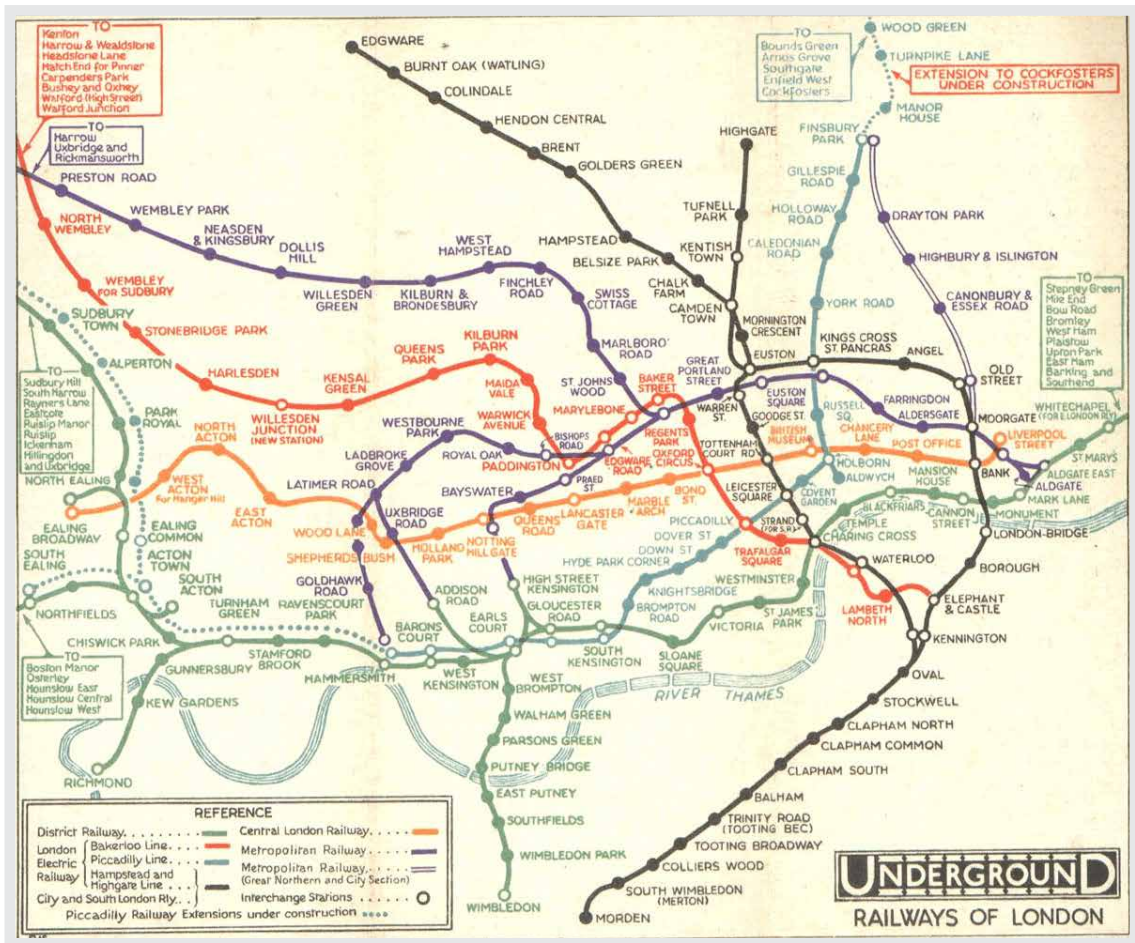 TO
Kenton
Harrow & Wealdstone
Headstone Lane
Hatch End for Pinner
Carpenders Park
Bushey and Oxhey
Watford (High Street)
Watford Junction
TO
Harrow
Uxbridge and
Rickmansworth
EDGWARE
BURNT OAK (WATLING)
COLINDALE
HENDON CENTRAL
BRENT
GOLDERS GREEN
HAMPSTEAD
BELSIZE PARK
CHALK
FARM
CAMDEN
TOWN
HIGHGATE
TUFNELL
PARK
KENTISH
TOWN
MORNINGTON
CRESCENT
EUSTON
TO
Bounds Green
Arnos Grove
Southgate
Enfield West
Cockfosters
WOOD GREEN
TURNPIKE LANE
EXTENSION TO COCKFOSTERS
UNDER CONSTRUCTION
MANOR
HOUSE
FINSBURY
PARK
GILLESPIE
ROAD
HOLLOWAY
ROAD
CALEDONIAN
ROAD
YORK ROAD
KINGS CROSS
ST. PANCRAS
DRAYTON PARK
HIGHBURY & ISLINGTON
CANONBURY &
ESSEX ROAD
ANGEL
OLD
STREET
MOORGATE
TO
Stepney Green
Mile End
Bow Road
Bromley
West Ham
Plaistow
Upton Park
East Ham
Barking and
Southend
WHITECHAPEL
(FOR LONDON RY.)
PRESTON ROAD
WEMBLEY PARK
NEASDEN
& KINGSBURY
DOLLIS
HILL
WILLESDEN
GREEN
KILBURN &
BRONDESBURY
WEST
HAMPSTEAD
FINCHLEY
ROAD
SWISS
COTTAGE
MARLBORO'
ROAD
ST. JOHNS
WOOD
GREAT
PORTLAND
STREET
EUSTON
SQUARE
FARRINGDON
ALDERSGATE
NORTH
WEMBLEY
WEMBLEY
FOR SUDBURY
STONEBRIDGE PARK
HARLESDEN
WILLESDEN
JUNCTION
(NEW STATION)
KENSAL
GREEN
QUEENS
PARK
KILBURN
PARK
MAIDA
VALE
WARWICK
AVENUE
PADDINGTON
EDGWARE
ROAD
MARYLEBONE
BAKER
STREET
REGENTS
PARK
OXFORD
CIRCUS
WARREN
ST.
GOODGE ST.
TOTTENHAM
COURT RD.
RUSSELL
SQ.
BRITISH
MUSEUM
CHANCERY
LANE
POST OFFICE
LIVERPOOL
STREET
BANK
ST MARYS
ALDGATE EAST
ALDGATE
MARK LANE
MONUMENT
CANNON
STREET
MANSION
HOUSE
BLACKFRIARS
TEMPLE
CHARING CROSS
HOLBORN
ALDWYCH
COVENT
GARDEN
LEICESTER
SQUARE
STRAND
(FOR S.R.)
SUDBURY
TOWN
ALPERTON
PARK
ROYAL
Sudbury Hill
South Harrow
Rayners Lane
Eastcote
Ruislip Manor
Ruislip
Ickenham
Hillingdon
and Uxbridge
NORTH EALING
EALING
BROADWAY
WEST
ACTON
For Hanger Hill
NORTH
ACTON
EAST
ACTON
WOOD LANE
SHEPHERDS BUSH
HOLLAND
PARK
NOTTING
HILL GATE
QUEENS
ROAD
LANCASTER
GATE
MARBLE
ARCH
BOND
ST.
WESTBOURNE
PARK
ROYAL OAK
BISHOPS
ROAD
PRAED
ST
BAYSWATER
LADBROKE
GROVE
LATIMER ROAD
UXBRIDGE
ROAD
GOLDHAWK
ROAD
ADDISON
ROAD
HIGH STREET
KENSINGTON
EALING
COMMON
ACTON
TOWN
SOUTH
EALING
SOUTH
ACTON
NORTHFIELDS
CHISWICK PARK
TURNHAM
GREEN
RAVENSCOURT
PARK
STAMFORD
BROOK
HAMMERSMITH
BARONS
COURT
WEST
KENSINGTON
EARLS
COURT
GLOUCESTER
ROAD
SOUTH
KENSINGTON
BROMPTON
ROAD
KNIGHTSBRIDGE
HYDE PARK CORNER
DOWN ST
DOVER ST
PICCADILLY
TRAFALGAR
SQUARE
WESTMINSTER
ST JAMES
PARK
VICTORIA
SLOANE
SQUARE
WATERLOO
LAMBETH
NORTH
LONDON-BRIDGE
BOROUGH
ELEPHANT
& CASTLE
KENNINGTON
OVAL
STOCKWELL
CLAPHAM NORTH
CLAPHAM COMMON
CLAPHAM SOUTH
BALHAM
TRINITY ROAD
(TOOTING BEC)
TOOTING BROADWAY
COLLIERS WOOD
SOUTH WIMBLEDON
(MERTON)
MORDEN
TO
Boston Manor
Osterley
Hounslow East
Hounslow Central
Hounslow West
GUNNERSBURY
KEW GARDENS
RICHMOND
WEST
BROMPTON
WALHAM GREEN
PARSONS GREEN
PUTNEY BRIDGE
EAST PUTNEY
SOUTHFIELDS
WIMBLEDON PARK
WIMBLEDON
RIVER THAMES
REFERENCE
District Railway
London Electric Railway
Bakerloo Line
Piccadilly Line
Hampstead and
Highgate Line
City and South London Rly.
Central London Railway
Metropolitan Railway
Metropolitan Railway
(Great Northern and City Section)
Interchange Stations
Piccadilly Railway Extensions under construction
UNDERGROUND
RAILWAYS OF LONDON